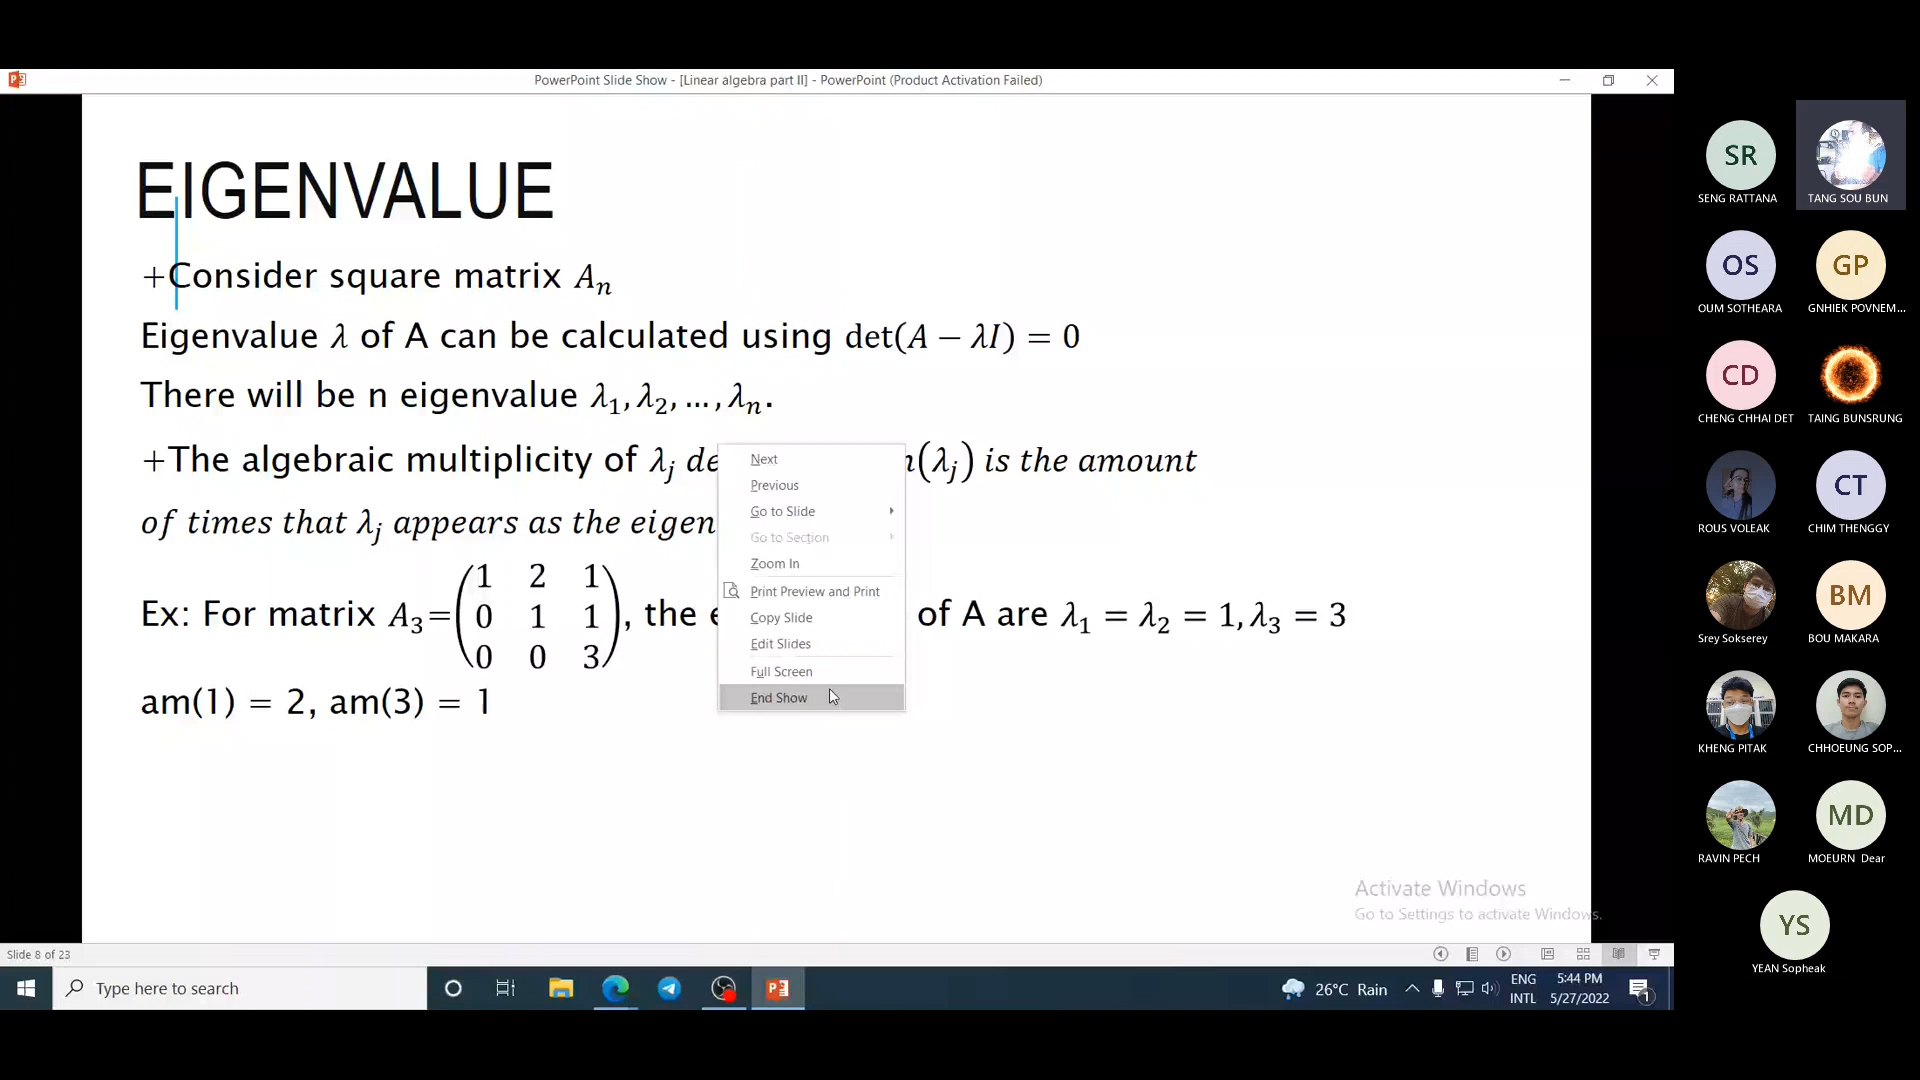 PowerPoint Slide Show - [Linear algebra part II] - PowerPoint (Product Activation Failed)
EIGENVALUE
+Consider square matrix Aₙ
Eigenvalue λ of A can be calculated using det(A − λI) = 0
There will be n eigenvalue λ₁, λ₂, ..., λₙ.
+The algebraic multiplicity of λⱼ de (λⱼ) is the amount
of times that λⱼ appears as the eigen
Ex: For matrix A₃=
1 2 1
0 1 1
0 0 3
, the of A are λ₁ = λ₂ = 1, λ₃ = 3
am(1) = 2, am(3) = 1
Next
Previous
Go to Slide
Go to Section
Zoom In
Print Preview and Print
Copy Slide
Edit Slides
Full Screen
End Show
Activate Windows
Go to Settings to activate Windows.
Slide 8 of 23
Type here to search
26°C Rain
ENG
INTL
5:44 PM
5/27/2022
1
SR
SENG RATTANA
TANG SOU BUN
OS
OUM SOTHEARA
GP
GNHIEK POVNEM...
CD
CHENG CHHAI DET
TAING BUNSRUNG
ROUS VOLEAK
CT
CHIM THENGGY
Srey Sokserey
BM
BOU MAKARA
KHENG PITAK
CHHOEUNG SOP...
RAVIN PECH
MD
MOEURN Dear
YS
YEAN Sopheak